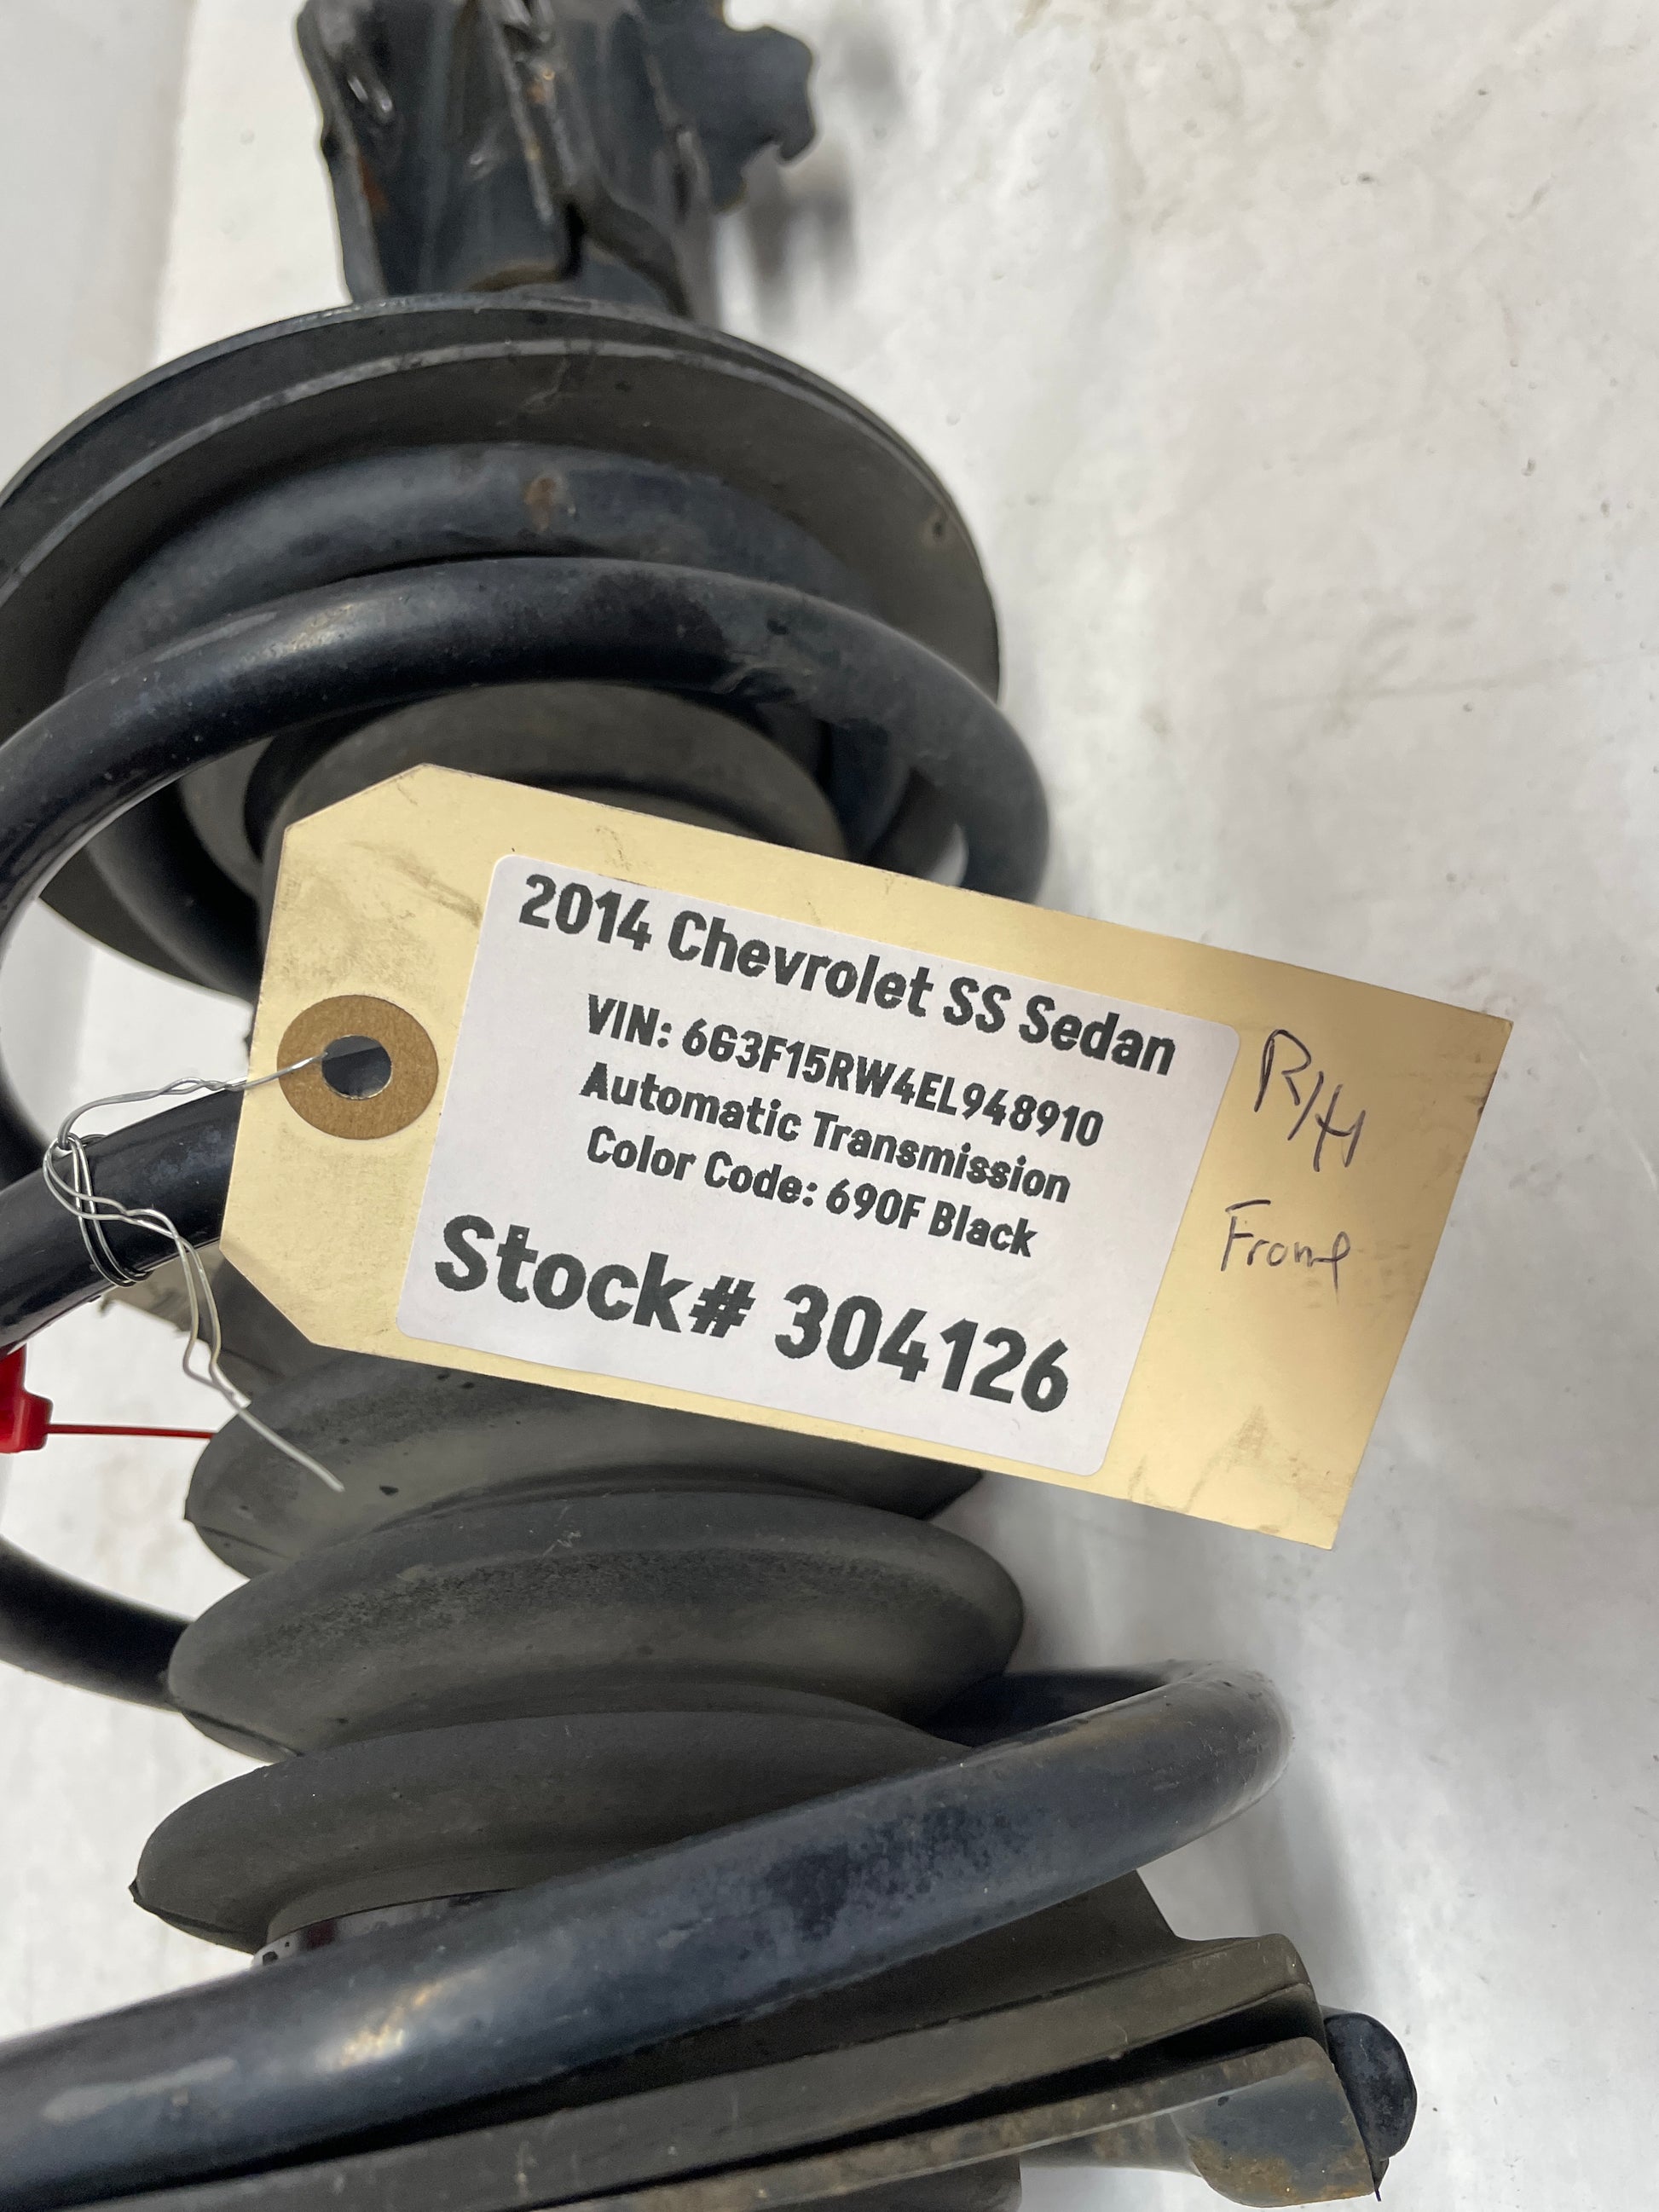 2014 Chevrolet SS Sedan
VIN: 6G3F15RW4EL948910
Automatic Transmission
Color Code: 690F Black
Stock# 304126
R/H
Front